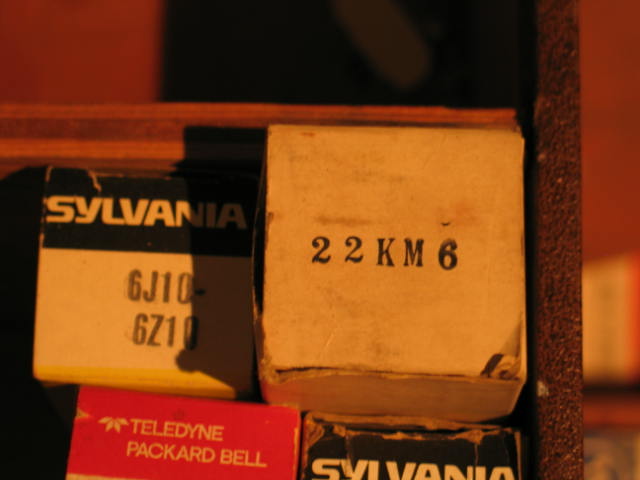 SYLVANIA
6J10-
6Z10
22KM6
TELEDYNE
PACKARD BELL
SYLVANIA